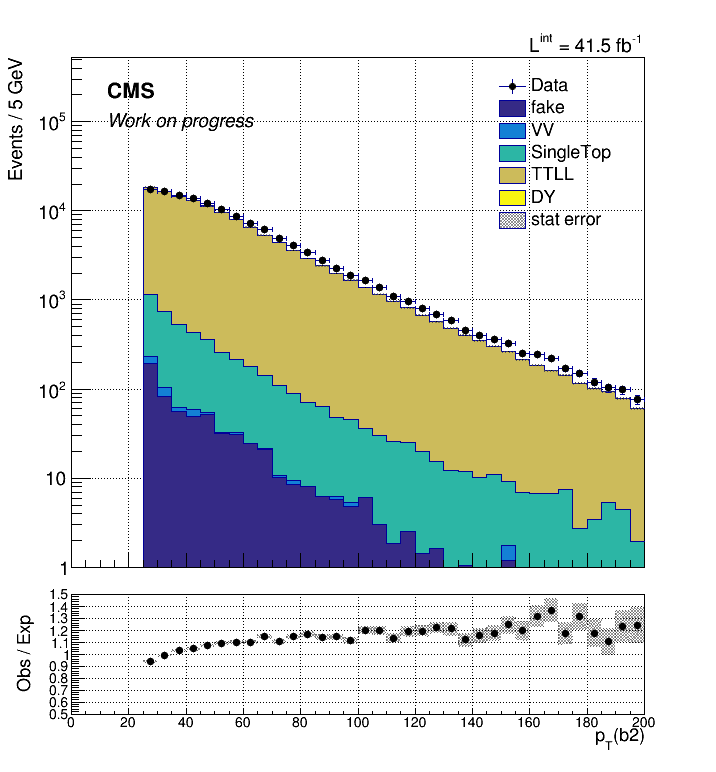 L^int = 41.5 fb^-1
Events / 5 GeV
CMS
Work on progress
Data
fake
VV
SingleTop
TTLL
DY
stat error
10^5
10^4
10^3
10^2
10
1
Obs / Exp
1.5
1.4
1.3
1.2
1.1
1
0.9
0.8
0.7
0.6
0.5
0 20 40 60 80 100 120 140 160 180 200
p_T(b2)